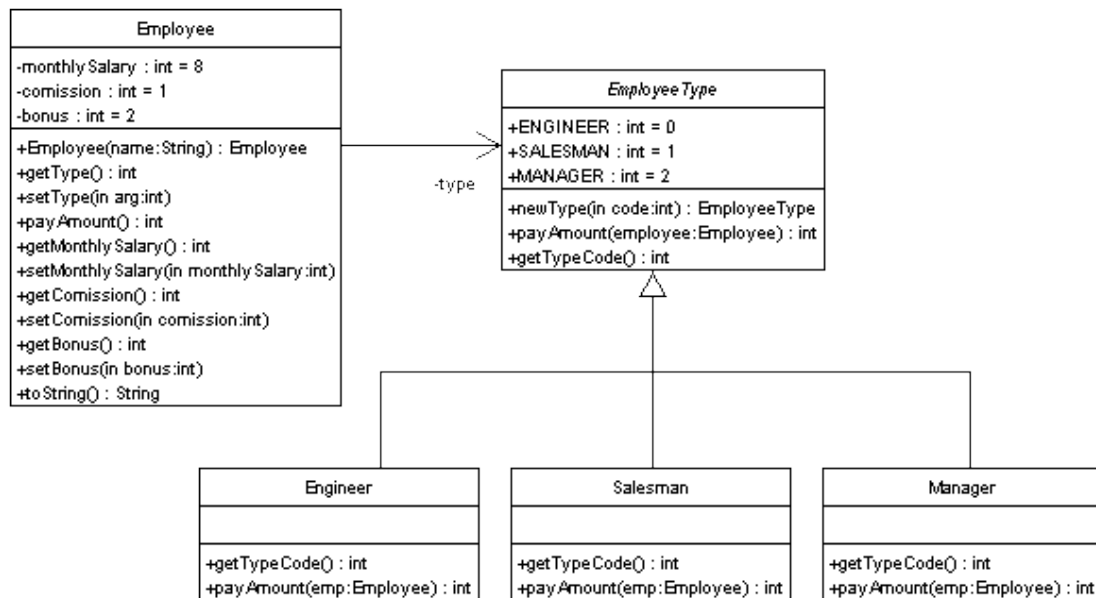 Employee
-monthlySalary : int = 8
-comission : int = 1
-bonus : int = 2
+Employee(name:String) : Employee
+getType() : int
+setType(in arg:int)
+payAmount() : int
+getMonthlySalary() : int
+setMonthlySalary(in monthlySalary:int)
+getComission() : int
+setComission(in comission:int)
+getBonus() : int
+setBonus(in bonus:int)
+toString() : String
-type
EmployeeType
+ENGINEER : int = 0
+SALESMAN : int = 1
+MANAGER : int = 2
+newType(in code:int) : EmployeeType
+payAmount(employee:Employee) : int
+getTypeCode() : int
Engineer
+getTypeCode() : int
+payAmount(emp:Employee) : int
Salesman
+getTypeCode() : int
+payAmount(emp:Employee) : int
Manager
+getTypeCode() : int
+payAmount(emp:Employee) : int